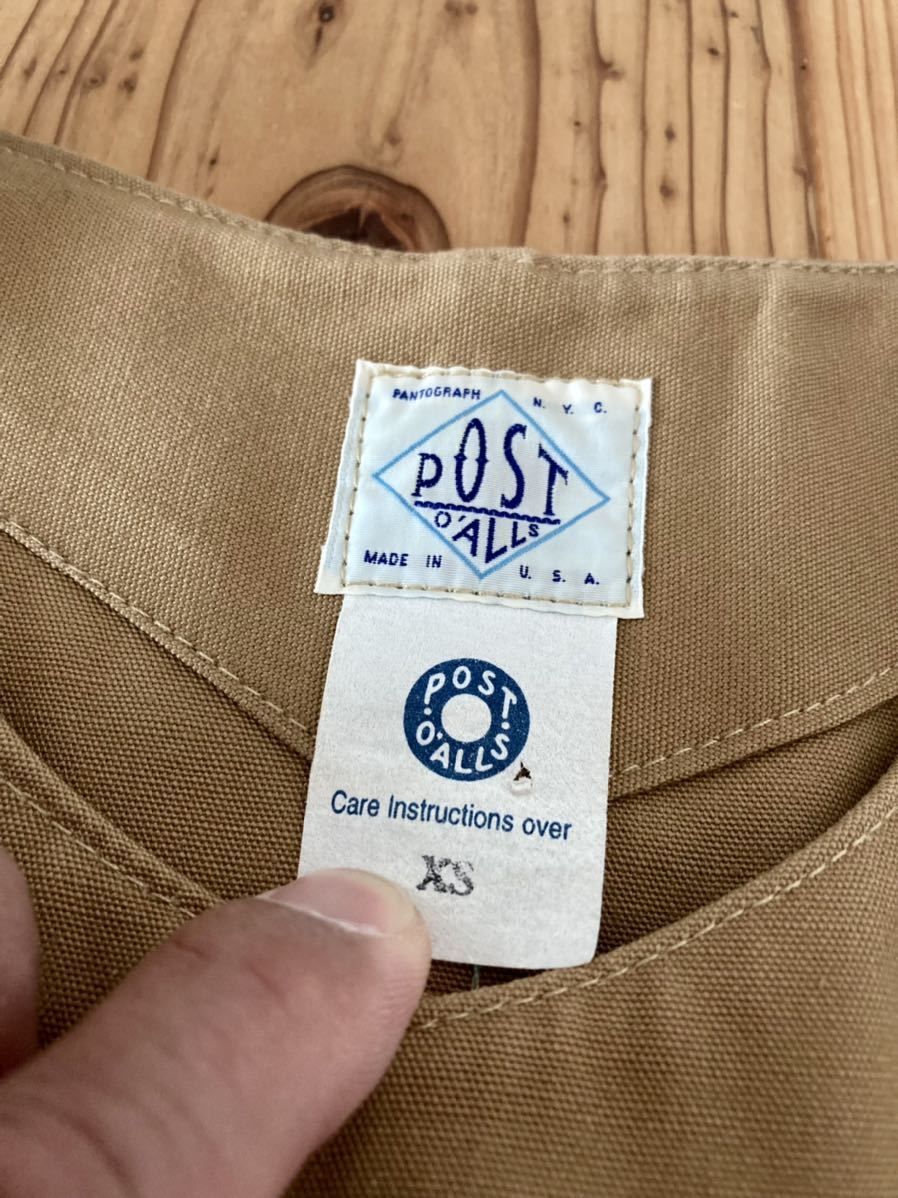 PANTOGRAPH N. Y. C.
POST
O'ALLS
MADE IN U. S. A.
POST
O'ALLS
Care Instructions over
XS